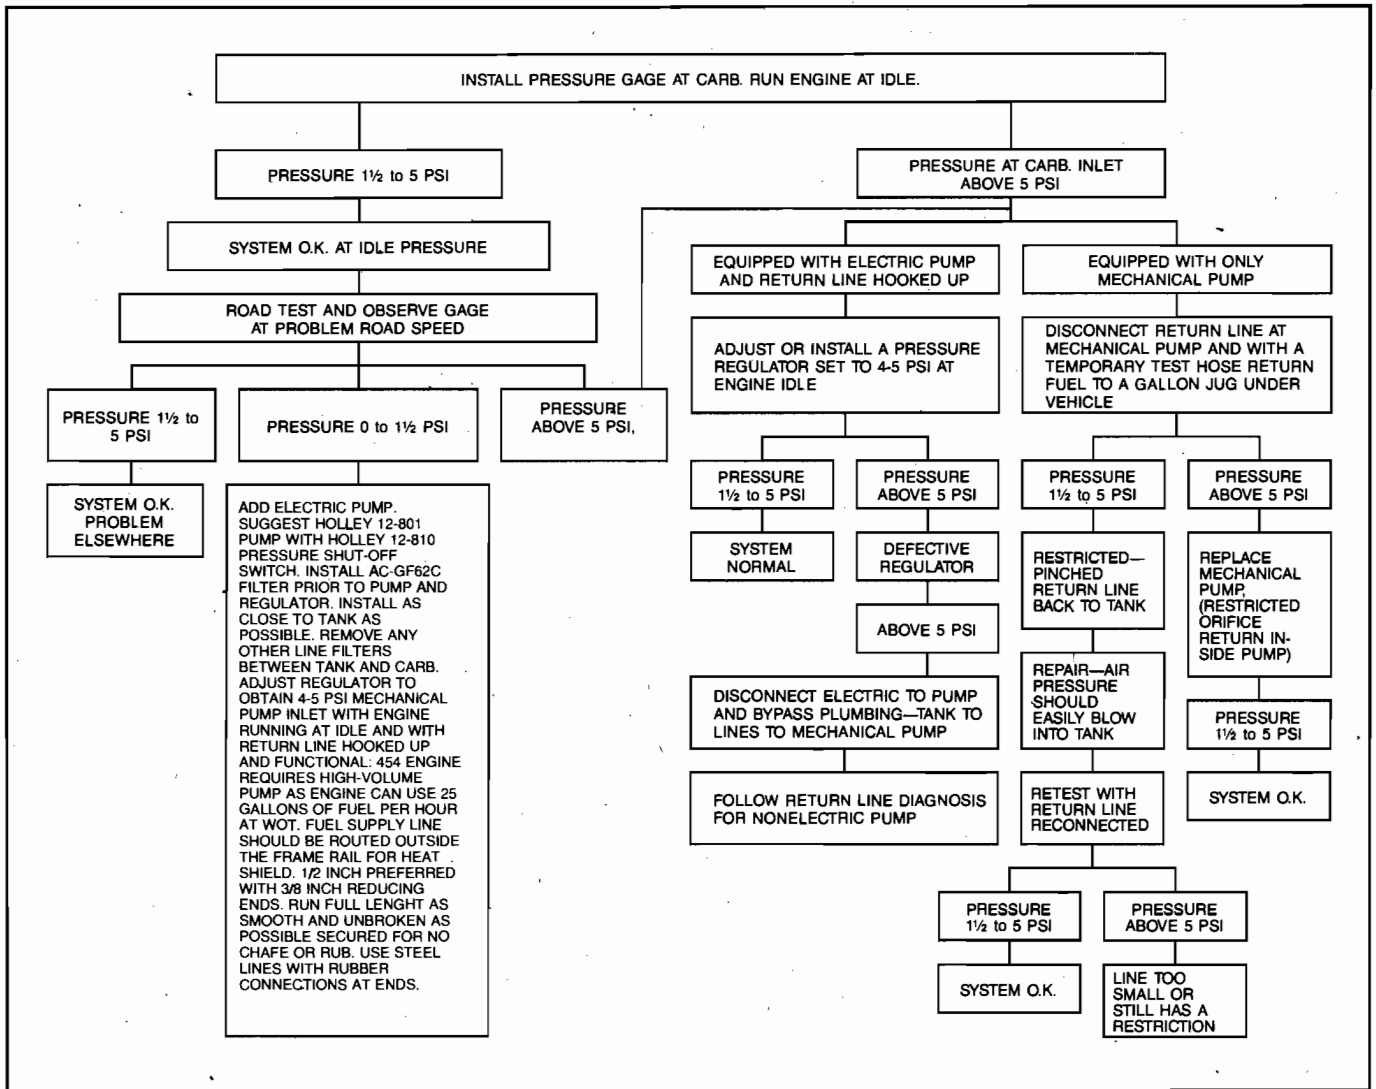 INSTALL PRESSURE GAGE AT CARB. RUN ENGINE AT IDLE.
PRESSURE 1½ to 5 PSI
SYSTEM O.K. AT IDLE PRESSURE
ROAD TEST AND OBSERVE GAGE
AT PROBLEM ROAD SPEED
PRESSURE 1½ to
5 PSI
SYSTEM O.K.
PROBLEM
ELSEWHERE
PRESSURE 0 to 1½ PSI
ADD ELECTRIC PUMP.
SUGGEST HOLLEY 12-801
PUMP WITH HOLLEY 12-810
PRESSURE SHUT-OFF
SWITCH. INSTALL AC-GF62C
FILTER PRIOR TO PUMP AND
REGULATOR. INSTALL AS
CLOSE TO TANK AS
POSSIBLE. REMOVE ANY
OTHER LINE FILTERS
BETWEEN TANK AND CARB.
ADJUST REGULATOR TO
OBTAIN 4-5 PSI MECHANICAL
PUMP INLET WITH ENGINE
RUNNING AT IDLE AND WITH
RETURN LINE HOOKED UP
AND FUNCTIONAL: 454 ENGINE
REQUIRES HIGH-VOLUME
PUMP AS ENGINE CAN USE 25
GALLONS OF FUEL PER HOUR
AT WOT. FUEL SUPPLY LINE
SHOULD BE ROUTED OUTSIDE
THE FRAME RAIL FOR HEAT
SHIELD. 1/2 INCH PREFERRED
WITH 3/8 INCH REDUCING
ENDS. RUN FULL LENGHT AS
SMOOTH AND UNBROKEN AS
POSSIBLE SECURED FOR NO
CHAFE OR RUB. USE STEEL
LINES WITH RUBBER
CONNECTIONS AT ENDS.
PRESSURE
ABOVE 5 PSI,
PRESSURE AT CARB. INLET
ABOVE 5 PSI
EQUIPPED WITH ELECTRIC PUMP
AND RETURN LINE HOOKED UP
ADJUST OR INSTALL A PRESSURE
REGULATOR SET TO 4-5 PSI AT
ENGINE IDLE
PRESSURE
1½ to 5 PSI
SYSTEM
NORMAL
PRESSURE
ABOVE 5 PSI
DEFECTIVE
REGULATOR
ABOVE 5 PSI
DISCONNECT ELECTRIC TO PUMP
AND BYPASS PLUMBING—TANK TO
LINES TO MECHANICAL PUMP
FOLLOW RETURN LINE DIAGNOSIS
FOR NONELECTRIC PUMP
EQUIPPED WITH ONLY
MECHANICAL PUMP
DISCONNECT RETURN LINE AT
MECHANICAL PUMP AND WITH A
TEMPORARY TEST HOSE RETURN
FUEL TO A GALLON JUG UNDER
VEHICLE
PRESSURE
1½ to 5 PSI
RESTRICTED—
PINCHED
RETURN LINE
BACK TO TANK
REPAIR—AIR
PRESSURE
SHOULD
EASILY BLOW
INTO TANK
RETEST WITH
RETURN LINE
RECONNECTED
PRESSURE
1½ to 5 PSI
SYSTEM O.K.
PRESSURE
ABOVE 5 PSI
LINE TOO
SMALL OR
STILL HAS A
RESTRICTION
PRESSURE
ABOVE 5 PSI
REPLACE
MECHANICAL
PUMP,
(RESTRICTED
ORIFICE
RETURN IN-
SIDE PUMP)
PRESSURE
1½ to 5 PSI
SYSTEM O.K.